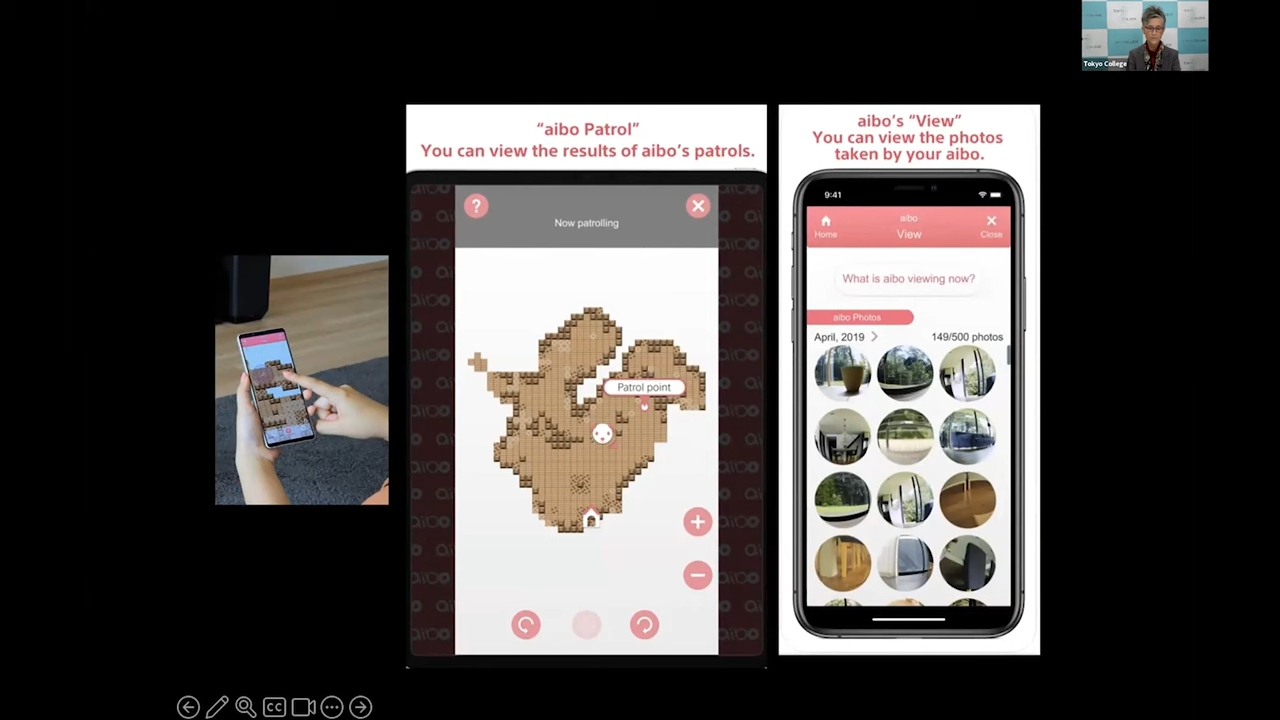 Tokyo College
“aibo Patrol”
You can view the results of aibo’s patrols.
?
Now patrolling
Patrol point
aibo’s “View”
You can view the photos
taken by your aibo.
9:41
aibo
Home
View
Close
What is aibo viewing now?
aibo Photos
April, 2019
149/500 photos
CC